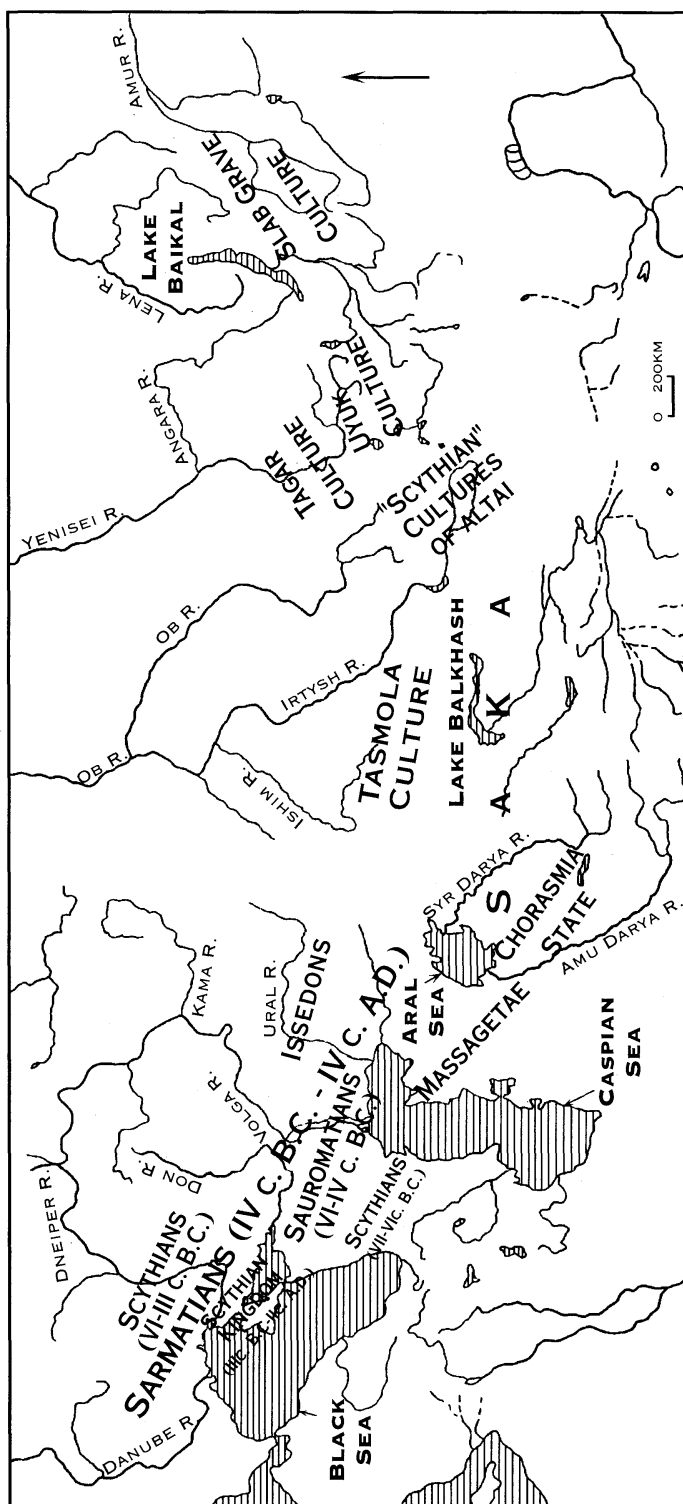 DANUBE R.
DNEIPER R.
DON R.
VOLGA R.
KAMA R.
URAL R.
SCYTHIANS
(VI-III C. B.C.)
SARMATIANS (IV C. B.C. - IV C. A.D.)
SCYTHIAN
KINGDOM
SAUROMATIANS
(VI-IV C. B.C.)
SCYTHIANS
(VII-VIC. B.C.)
BLACK
SEA
ISSEDONS
ARAL
SEA
MASSAGETAE
CASPIAN
SEA
SYR DARYA R.
CHORASMIA
STATE
AMU DARYA R.
S A K A
OB R.
ISHIM R.
IRTYSH R.
OB R.
TASMOLA
CULTURE
LAKE BALKHASH
YENISEI R.
ANGARA R.
TAGAR
CULTURE
UYUK
CULTURE
"SCYTHIAN"
CULTURES
OF ALTAI
LENA R.
LAKE
BAIKAL
AMUR R.
SLAB GRAVE
CULTURE
0 200KM